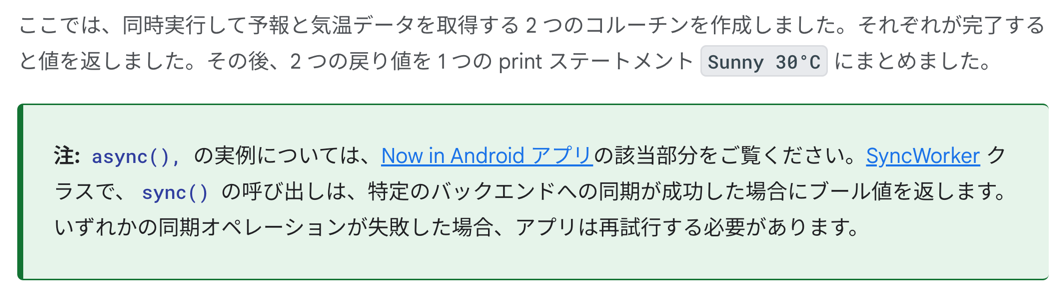 ここでは、同時実行して予報と気温データを取得する 2 つのコルーチンを作成しました。それぞれが完了する
と値を返しました。その後、2 つの戻り値を 1 つの print ステートメント Sunny 30°C にまとめました。
注: async(), の実例については、Now in Android アプリの該当部分をご覧ください。SyncWorker ク
ラスで、 sync() の呼び出しは、特定のバックエンドへの同期が成功した場合にブール値を返します。
いずれかの同期オペレーションが失敗した場合、アプリは再試行する必要があります。